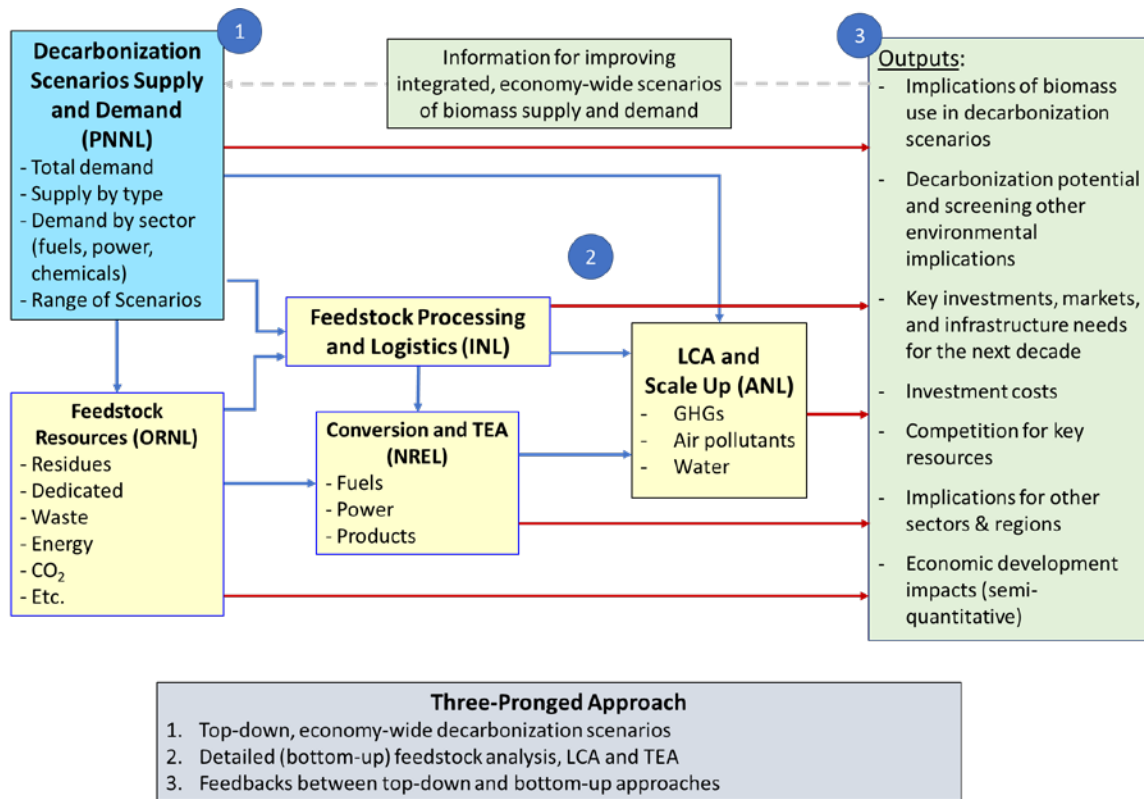 1
Decarbonization
Scenarios Supply
and Demand
(PNNL)
- Total demand
- Supply by type
- Demand by sector
(fuels, power,
chemicals)
- Range of Scenarios
Information for improving
integrated, economy-wide scenarios
of biomass supply and demand
3
Outputs:
- Implications of biomass
use in decarbonization
scenarios
- Decarbonization potential
and screening other
environmental
implications
- Key investments, markets,
and infrastructure needs
for the next decade
- Investment costs
- Competition for key
resources
- Implications for other
sectors & regions
- Economic development
impacts (semi-
quantitative)
2
Feedstock Processing
and Logistics (INL)
LCA and
Scale Up (ANL)
- GHGs
- Air pollutants
- Water
Feedstock
Resources (ORNL)
- Residues
- Dedicated
- Waste
- Energy
- CO₂
- Etc.
Conversion and TEA
(NREL)
- Fuels
- Power
- Products
Three-Pronged Approach
1. Top-down, economy-wide decarbonization scenarios
2. Detailed (bottom-up) feedstock analysis, LCA and TEA
3. Feedbacks between top-down and bottom-up approaches